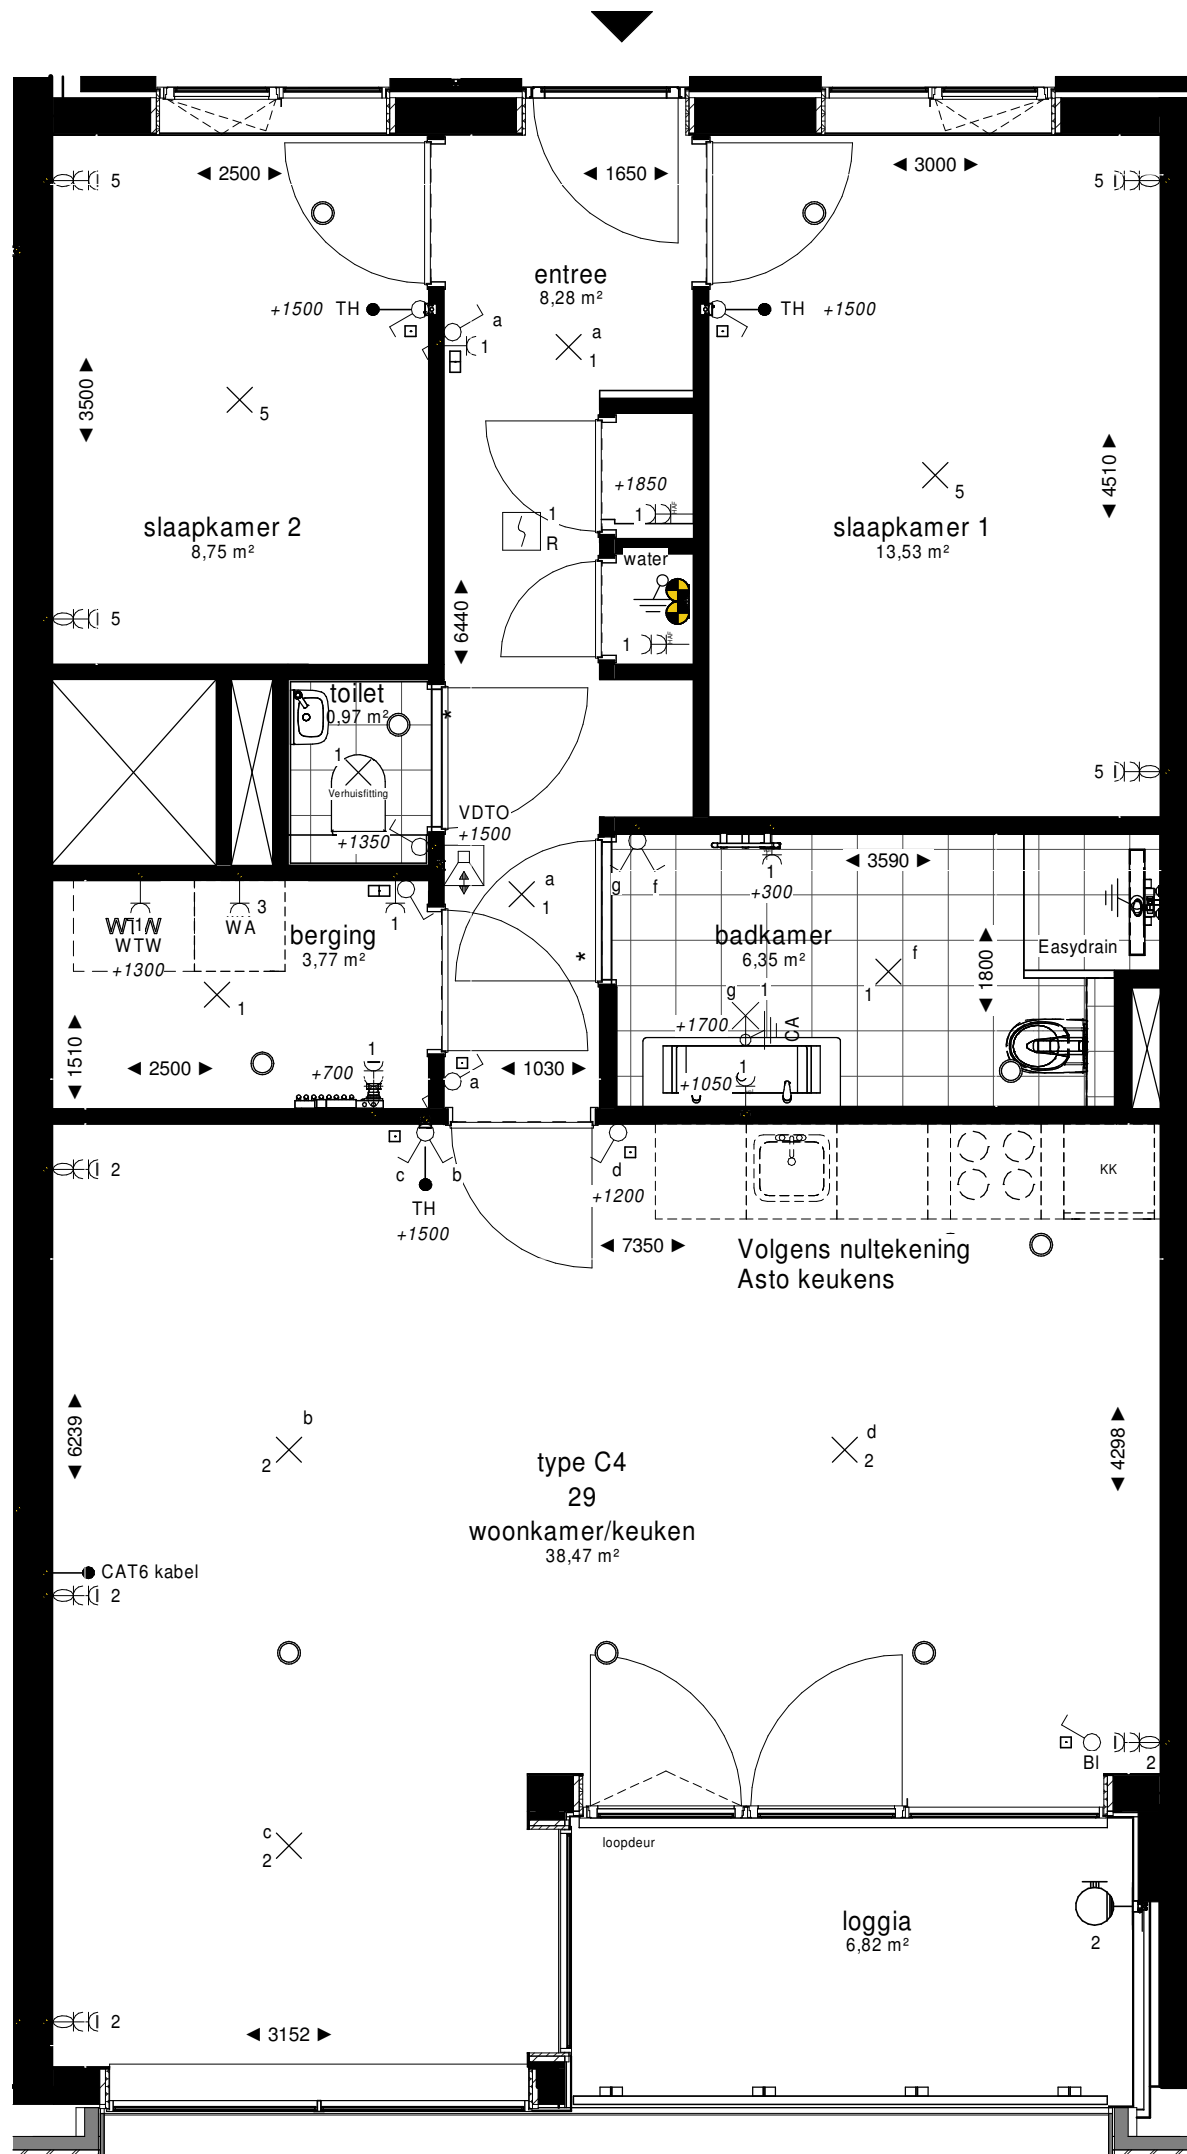 ◄ 2500 ►
◄ 1650 ►
◄ 3000 ►
5
5
entree
8,28 m²
+1500 TH
TH +1500
a
1
a
1
◄ 3500 ►
5
◄ 4510 ►
+1850
5
1
HAF
slaapkamer 2
8,75 m²
1
R
slaapkamer 1
13,53 m²
water
◄ 6440 ►
5
1
HAF
toilet
0,97 m²
*
1
Verhuisfitting
5
VDTO
+1500
+1350
◄ 3590 ►
g f
1
+300
a
1
1
WTW
WTW
+1300
3
WA
1
berging
3,77 m²
*
badkamer
6,35 m²
f
1
Easydrain
◄ 1800 ►
1
g 1
+1700
CA
◄ 1510 ►
◄ 2500 ►
1
+700
a
◄ 1030 ►
1
+1050
2
c b
TH
+1500
d
+1200
KK
◄ 7350 ►
Volgens nultekening
Asto keukens
◄ 6239 ►
b
2
d
2
◄ 4298 ►
type C4
29
woonkamer/keuken
38,47 m²
CAT6 kabel
2
BI
2
c
2
loopdeur
loggia
6,82 m²
2
2
◄ 3152 ►